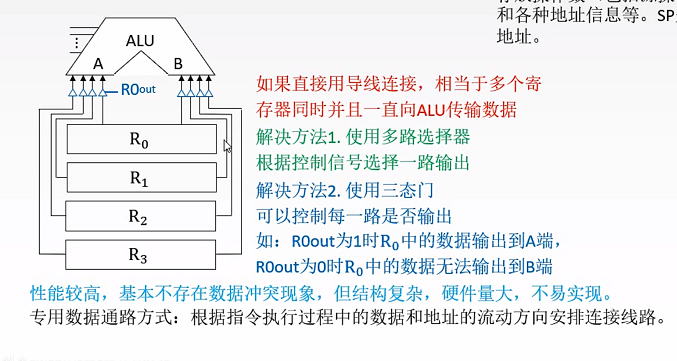 和各种地址信息等。SP
地址。
ALU
A
B
R0out
如果直接用导线连接，相当于多个寄
存器同时并且一直向ALU传输数据
R₀
解决方法1. 使用多路选择器
根据控制信号选择一路输出
R₁
解决方法2. 使用三态门
可以控制每一路是否输出
R₂
如：R0out为1时R₀中的数据输出到A端，
R0out为0时R₀中的数据无法输出到B端
R₃
性能较高，基本不存在数据冲突现象，但结构复杂，硬件量大，不易实现。
专用数据通路方式：根据指令执行过程中的数据和地址的流动方向安排连接线路。